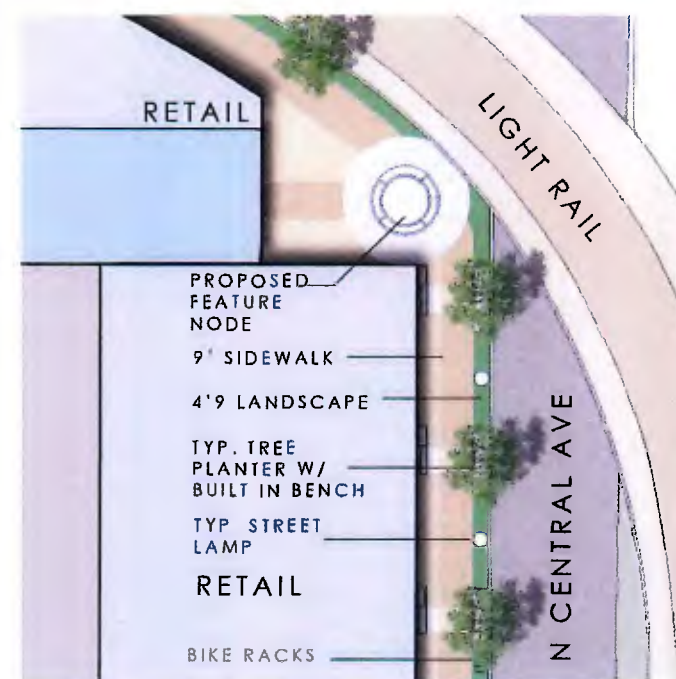 RETAIL
LIGHT RAIL
PROPOSED
FEATURE
NODE
9' SIDEWALK
4'9 LANDSCAPE
TYP. TREE
PLANTER W/
BUILT IN BENCH
TYP STREET
LAMP
RETAIL
BIKE RACKS
N CENTRAL AVE